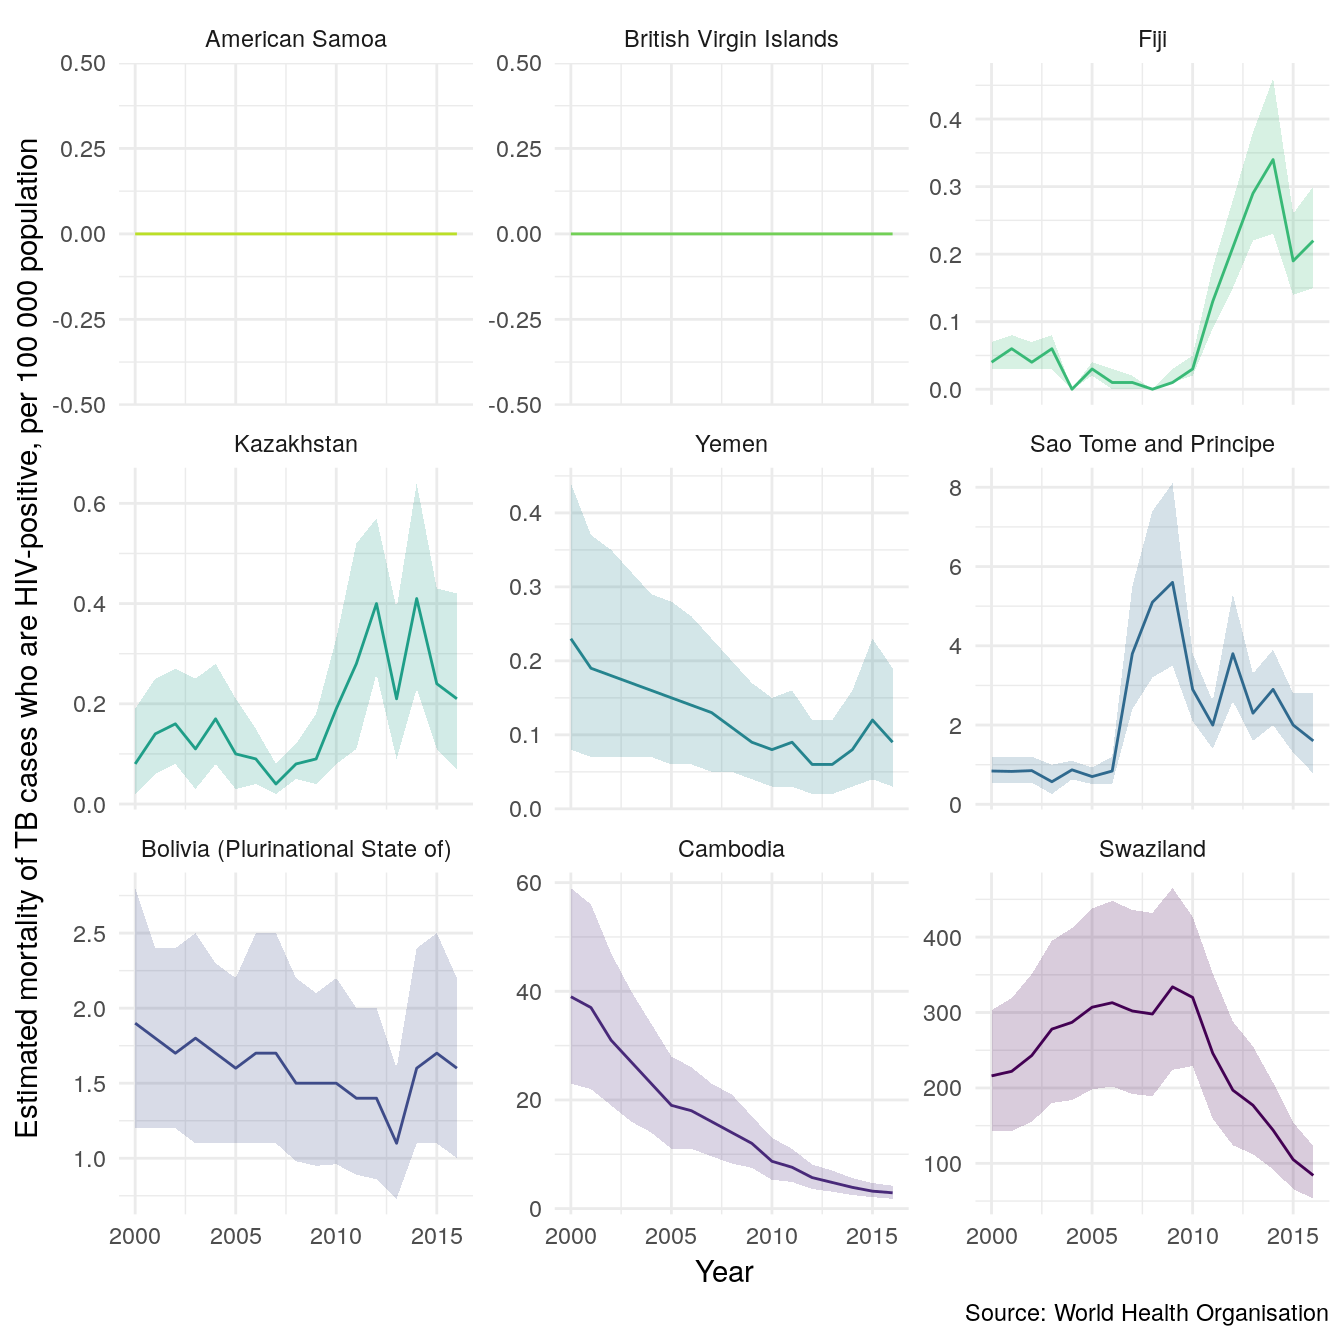 American Samoa
British Virgin Islands
Fiji
0.50
0.25
0.00
-0.25
-0.50
0.50
0.25
0.00
-0.25
-0.50
0.4
0.3
0.2
0.1
0.0
Kazakhstan
Yemen
Sao Tome and Principe
0.6
0.4
0.2
0.0
0.4
0.3
0.2
0.1
0.0
8
6
4
2
0
Bolivia (Plurinational State of)
Cambodia
Swaziland
2.5
2.0
1.5
1.0
60
40
20
0
400
300
200
100
2000 2005 2010 2015
2000 2005 2010 2015
2000 2005 2010 2015
Estimated mortality of TB cases who are HIV-positive, per 100 000 population
Year
Source: World Health Organisation